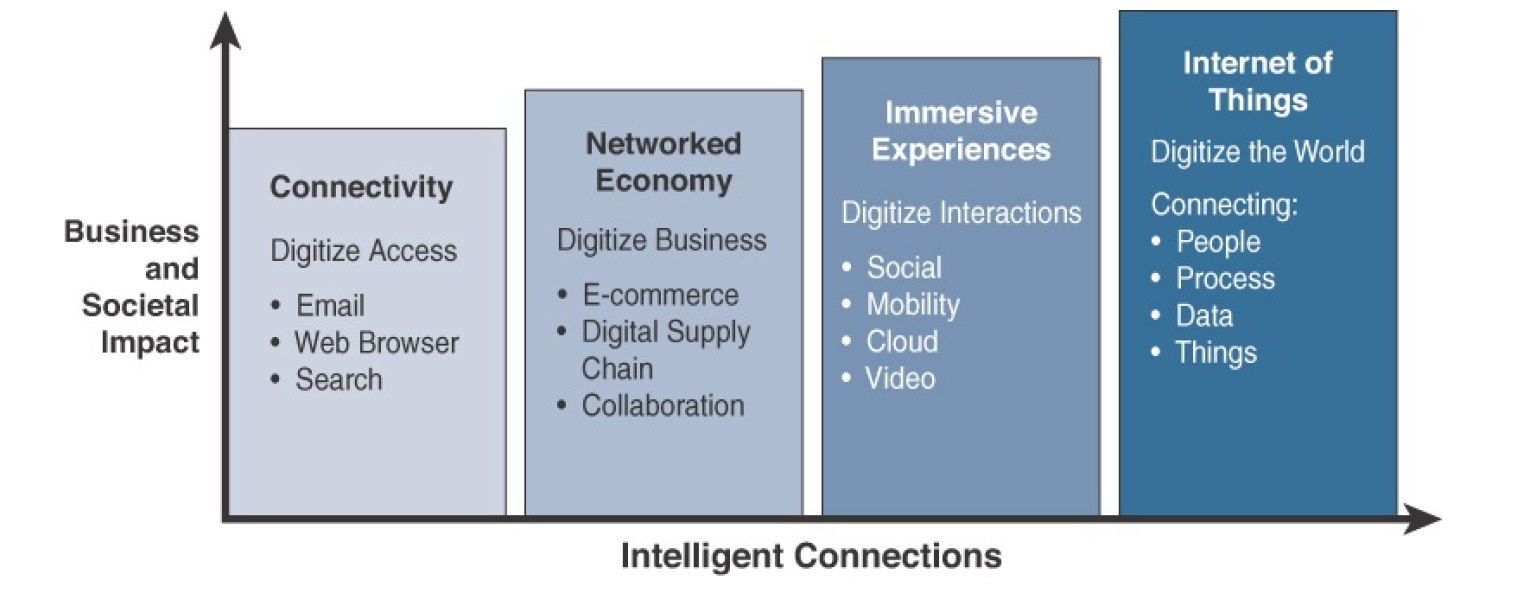 Business
and
Societal
Impact
Connectivity
Digitize Access
• Email
• Web Browser
• Search
Networked
Economy
Digitize Business
• E-commerce
• Digital Supply
Chain
• Collaboration
Immersive
Experiences
Digitize Interactions
• Social
• Mobility
• Cloud
• Video
Internet of
Things
Digitize the World
Connecting:
• People
• Process
• Data
• Things
Intelligent Connections